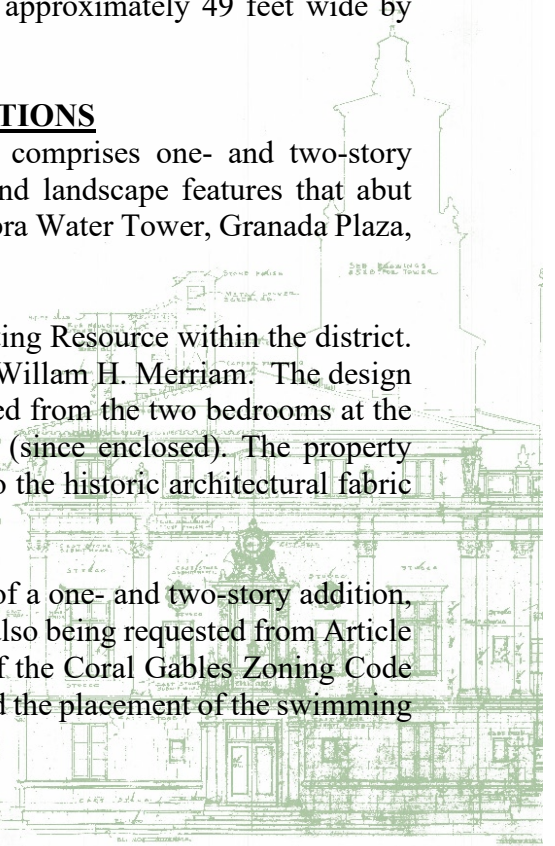 approximately 49 feet wide by
TIONS
comprises one- and two-story
nd landscape features that abut
ora Water Tower, Granada Plaza,
ing Resource within the district.
Willam H. Merriam. The design
ed from the two bedrooms at the
(since enclosed). The property
o the historic architectural fabric
of a one- and two-story addition,
also being requested from Article
f the Coral Gables Zoning Code
d the placement of the swimming